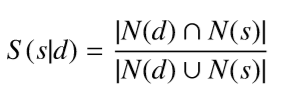 S(s|d) = |N(d) ∩ N(s)| / |N(d) ∪ N(s)|